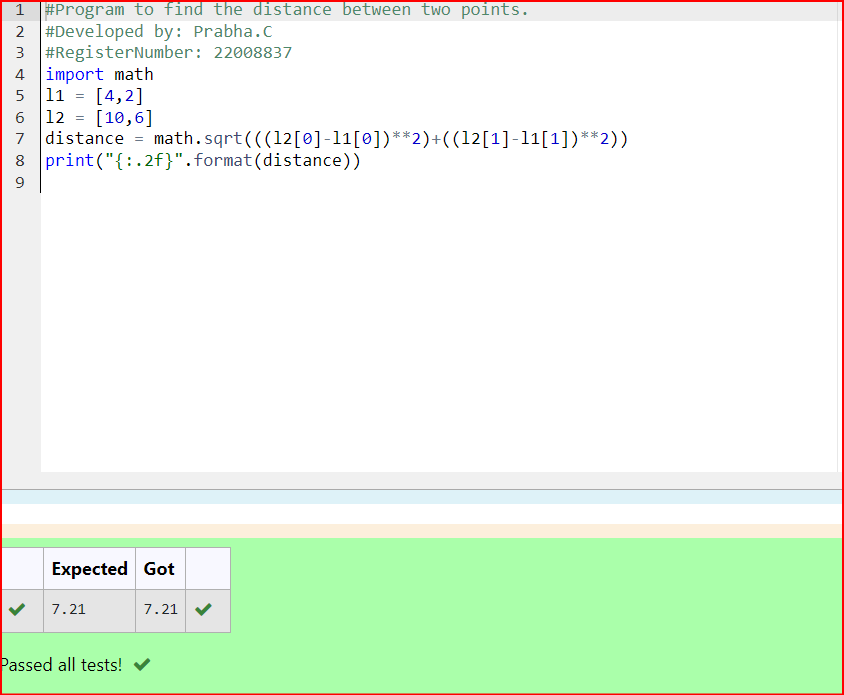 1 #Program to find the distance between two points.
2 #Developed by: Prabha.C
3 #RegisterNumber: 22008837
4 import math
5 l1 = [4,2]
6 l2 = [10,6]
7 distance = math.sqrt(((l2[0]-l1[0])**2)+((l2[1]-l1[1])**2))
8 print("{:.2f}".format(distance))
9
Expected Got
7.21 7.21
Passed all tests!